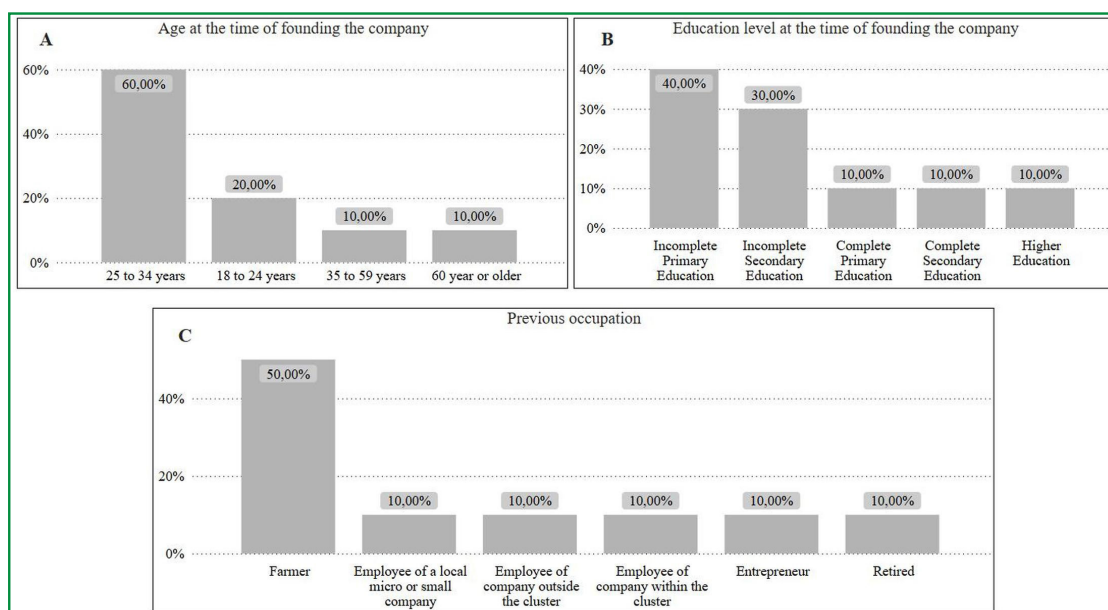 A
Age at the time of founding the company
60%
40%
20%
0%
60,00%
20,00%
10,00%
10,00%
25 to 34 years
18 to 24 years
35 to 59 years
60 year or older
B
Education level at the time of founding the company
40%
30%
20%
10%
0%
40,00%
30,00%
10,00%
10,00%
10,00%
Incomplete
Primary
Education
Incomplete
Secondary
Education
Complete
Primary
Education
Complete
Secondary
Education
Higher
Education
C
Previous occupation
40%
20%
0%
50,00%
10,00%
10,00%
10,00%
10,00%
10,00%
Farmer
Employee of a local
micro or small
company
Employee of
company outside
the cluster
Employee of
company within the
cluster
Entrepreneur
Retired